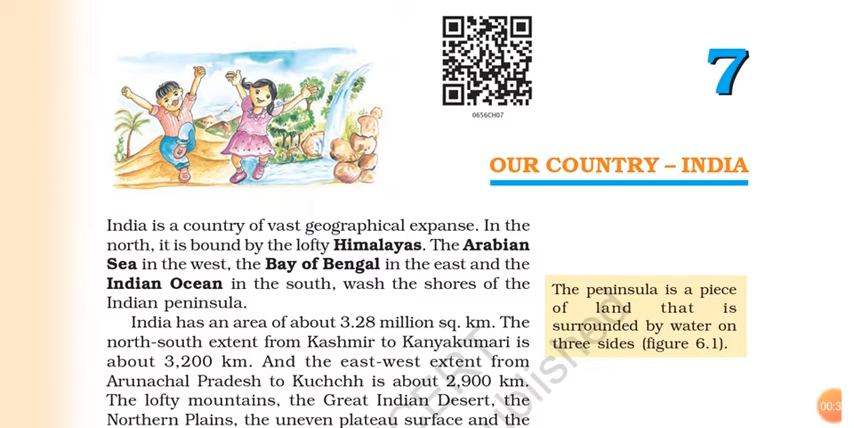 0656CH07
7
OUR COUNTRY – INDIA
India is a country of vast geographical expanse. In the
north, it is bound by the lofty Himalayas. The Arabian
Sea in the west, the Bay of Bengal in the east and the
Indian Ocean in the south, wash the shores of the
Indian peninsula.
India has an area of about 3.28 million sq. km. The
north-south extent from Kashmir to Kanyakumari is
about 3,200 km. And the east-west extent from
Arunachal Pradesh to Kuchchh is about 2,900 km.
The lofty mountains, the Great Indian Desert, the
Northern Plains, the uneven plateau surface and the
The peninsula is a piece
of land that is
surrounded by water on
three sides (figure 6.1).